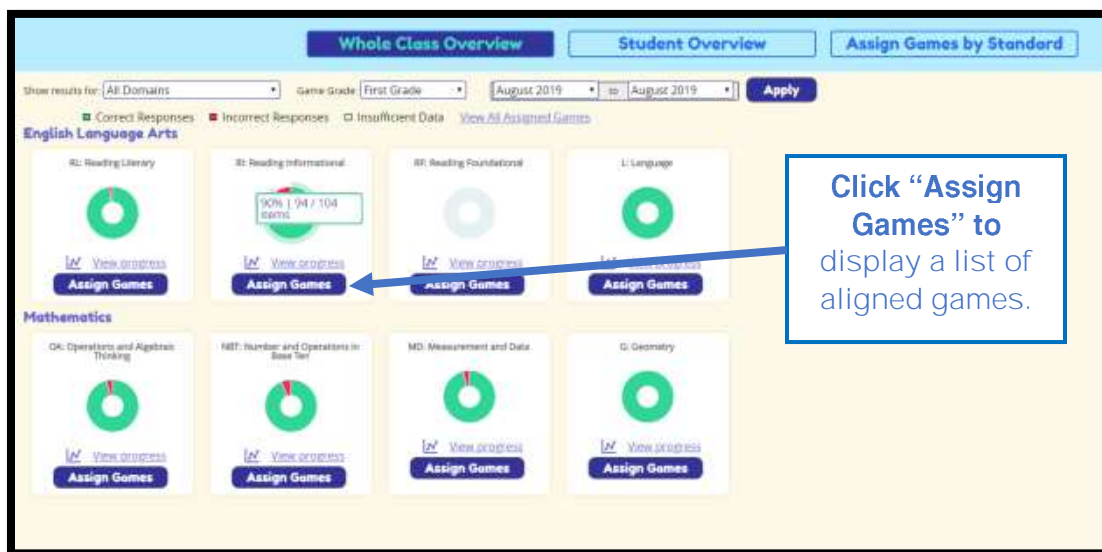 Whole Class Overview Student Overview Assign Games by Standard
Show results for: All Domains Game Grade First Grade August 2019 to August 2019 Apply
Correct Responses Incorrect Responses Insufficient Data View All Assigned Games
English Language Arts
RL: Reading Literary RI: Reading Informational RF: Reading Foundational L: Language
90% | 94 / 104
items
View progress View progress View progress View progress
Assign Games Assign Games Assign Games Assign Games
Click “Assign
Games” to
display a list of
aligned games.
Mathematics
OA: Operations and Algebraic
Thinking
NBT: Number and Operations in
Base Ten
MD: Measurement and Data G: Geometry
View progress View progress View progress View progress
Assign Games Assign Games Assign Games Assign Games